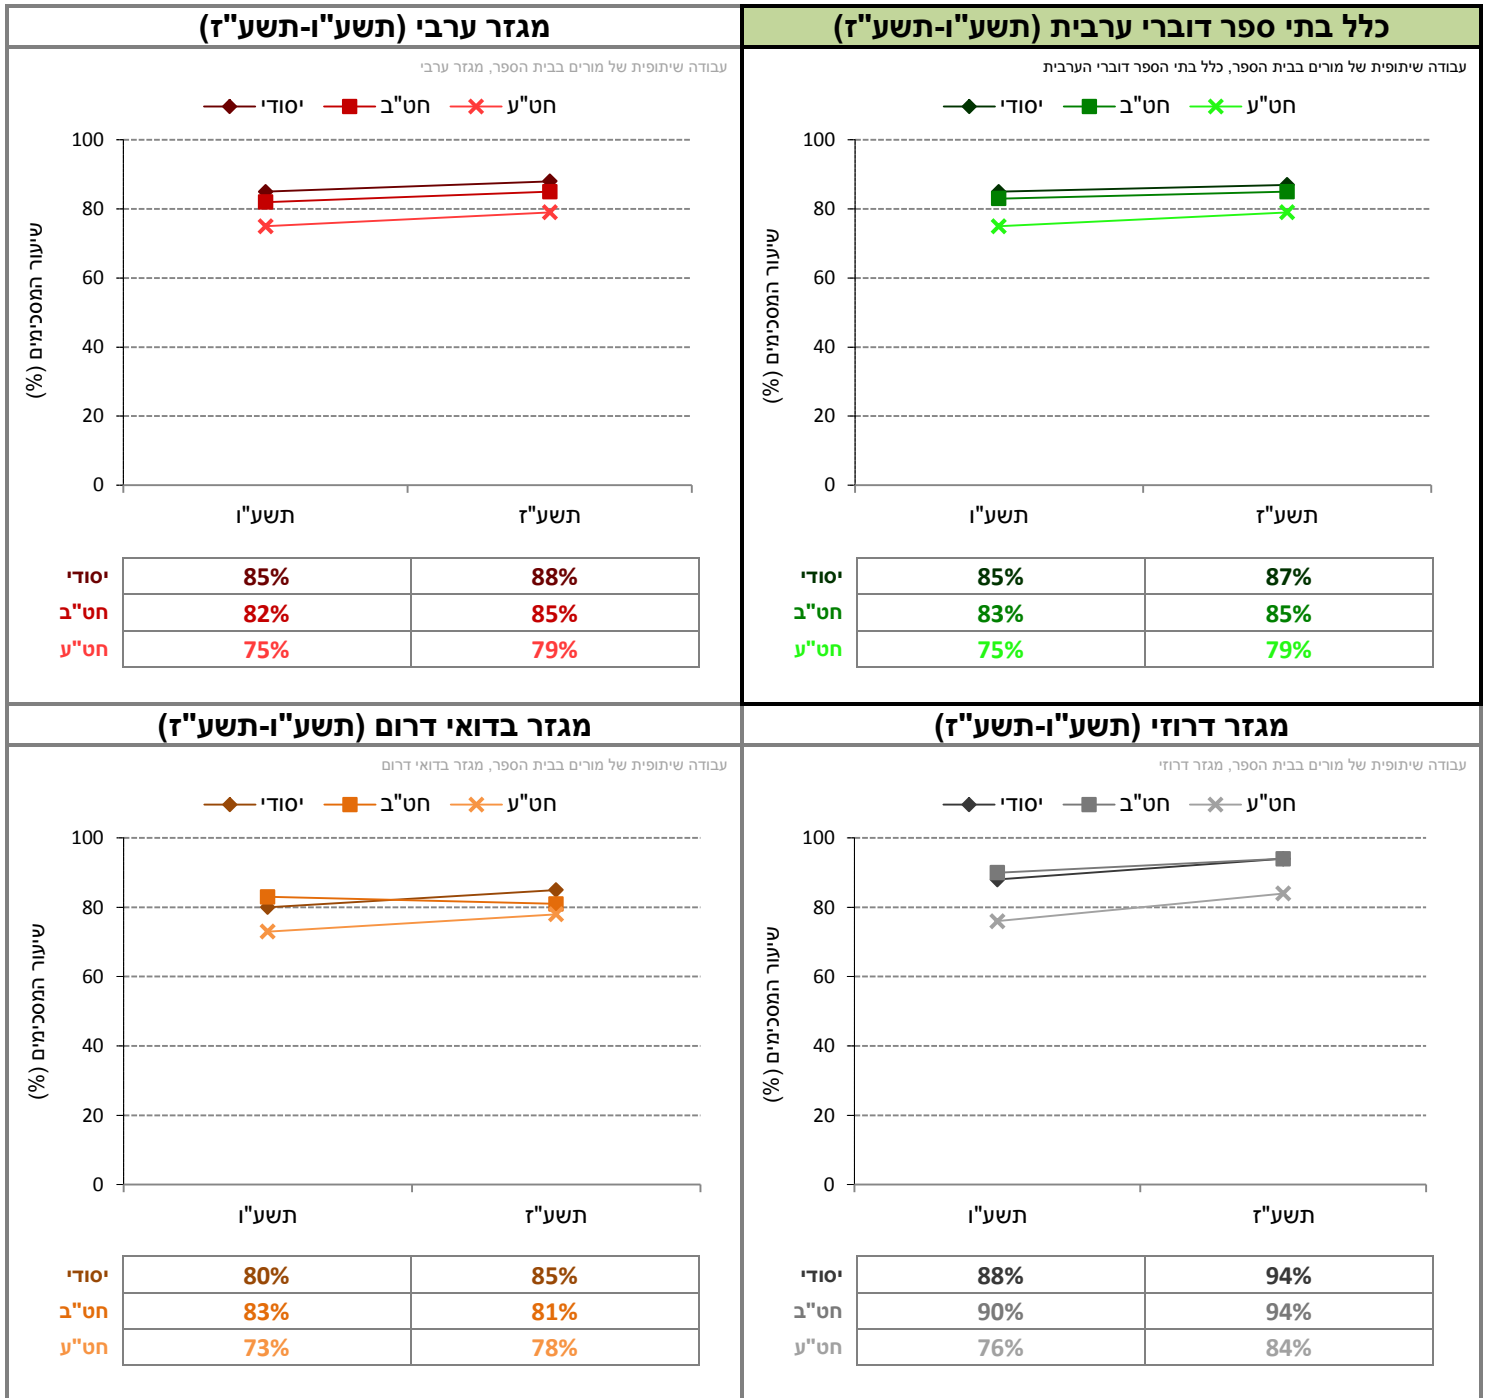 כלל בתי ספר דוברי ערבית (תשע"ו-תשע"ז)
עבודה שיתופית של מורים בבית הספר, כלל בתי הספר דוברי הערבית
יסודי חט"ב חט"ע
שיעור המסכימים (%)
100
80
60
40
20
0
תשע"ו תשע"ז
יסודי 85% 87%
חט"ב 83% 85%
חט"ע 75% 79%
מגזר ערבי (תשע"ו-תשע"ז)
עבודה שיתופית של מורים בבית הספר, מגזר ערבי
יסודי חט"ב חט"ע
שיעור המסכימים (%)
100
80
60
40
20
0
תשע"ו תשע"ז
יסודי 85% 88%
חט"ב 82% 85%
חט"ע 75% 79%
מגזר דרוזי (תשע"ו-תשע"ז)
עבודה שיתופית של מורים בבית הספר, מגזר דרוזי
יסודי חט"ב חט"ע
שיעור המסכימים (%)
100
80
60
40
20
0
תשע"ו תשע"ז
יסודי 88% 94%
חט"ב 90% 94%
חט"ע 76% 84%
מגזר בדואי דרום (תשע"ו-תשע"ז)
עבודה שיתופית של מורים בבית הספר, מגזר בדואי דרום
יסודי חט"ב חט"ע
שיעור המסכימים (%)
100
80
60
40
20
0
תשע"ו תשע"ז
יסודי 80% 85%
חט"ב 83% 81%
חט"ע 73% 78%